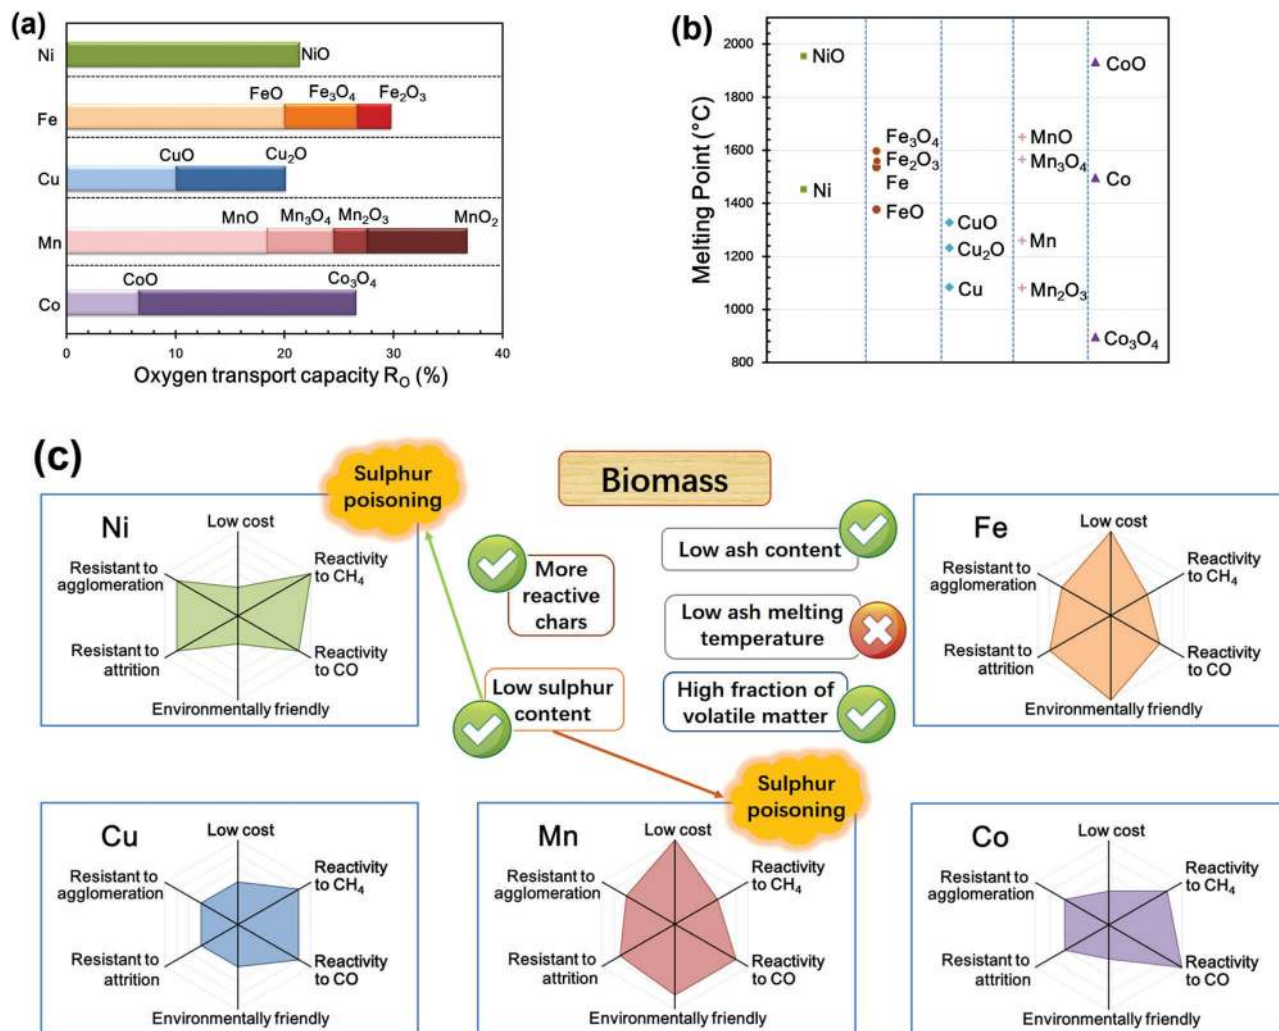 (a)
Ni
NiO
FeO
Fe₃O₄
Fe₂O₃
Fe
CuO
Cu₂O
Cu
MnO
Mn₃O₄
Mn₂O₃
MnO₂
Mn
CoO
Co₃O₄
Co
0
10
20
30
40
Oxygen transport capacity R_O (%)
(b)
Melting Point (°C)
2000
1800
1600
1400
1200
1000
800
NiO
Ni
Fe₃O₄
Fe₂O₃
Fe
FeO
CuO
Cu₂O
Cu
MnO
Mn₃O₄
Mn
Mn₂O₃
CoO
Co
Co₃O₄
(c)
Ni
Low cost
Reactivity
to CH₄
Reactivity
to CO
Environmentally friendly
Resistant to
attrition
Resistant to
agglomeration
Sulphur
poisoning
Biomass
More
reactive
chars
Low sulphur
content
Low ash content
Low ash melting
temperature
High fraction of
volatile matter
Fe
Low cost
Reactivity
to CH₄
Reactivity
to CO
Environmentally friendly
Resistant to
attrition
Resistant to
agglomeration
Cu
Low cost
Reactivity
to CH₄
Reactivity
to CO
Environmentally friendly
Resistant to
attrition
Resistant to
agglomeration
Mn
Low cost
Reactivity
to CH₄
Reactivity
to CO
Environmentally friendly
Resistant to
attrition
Resistant to
agglomeration
Sulphur
poisoning
Co
Low cost
Reactivity
to CH₄
Reactivity
to CO
Environmentally friendly
Resistant to
attrition
Resistant to
agglomeration